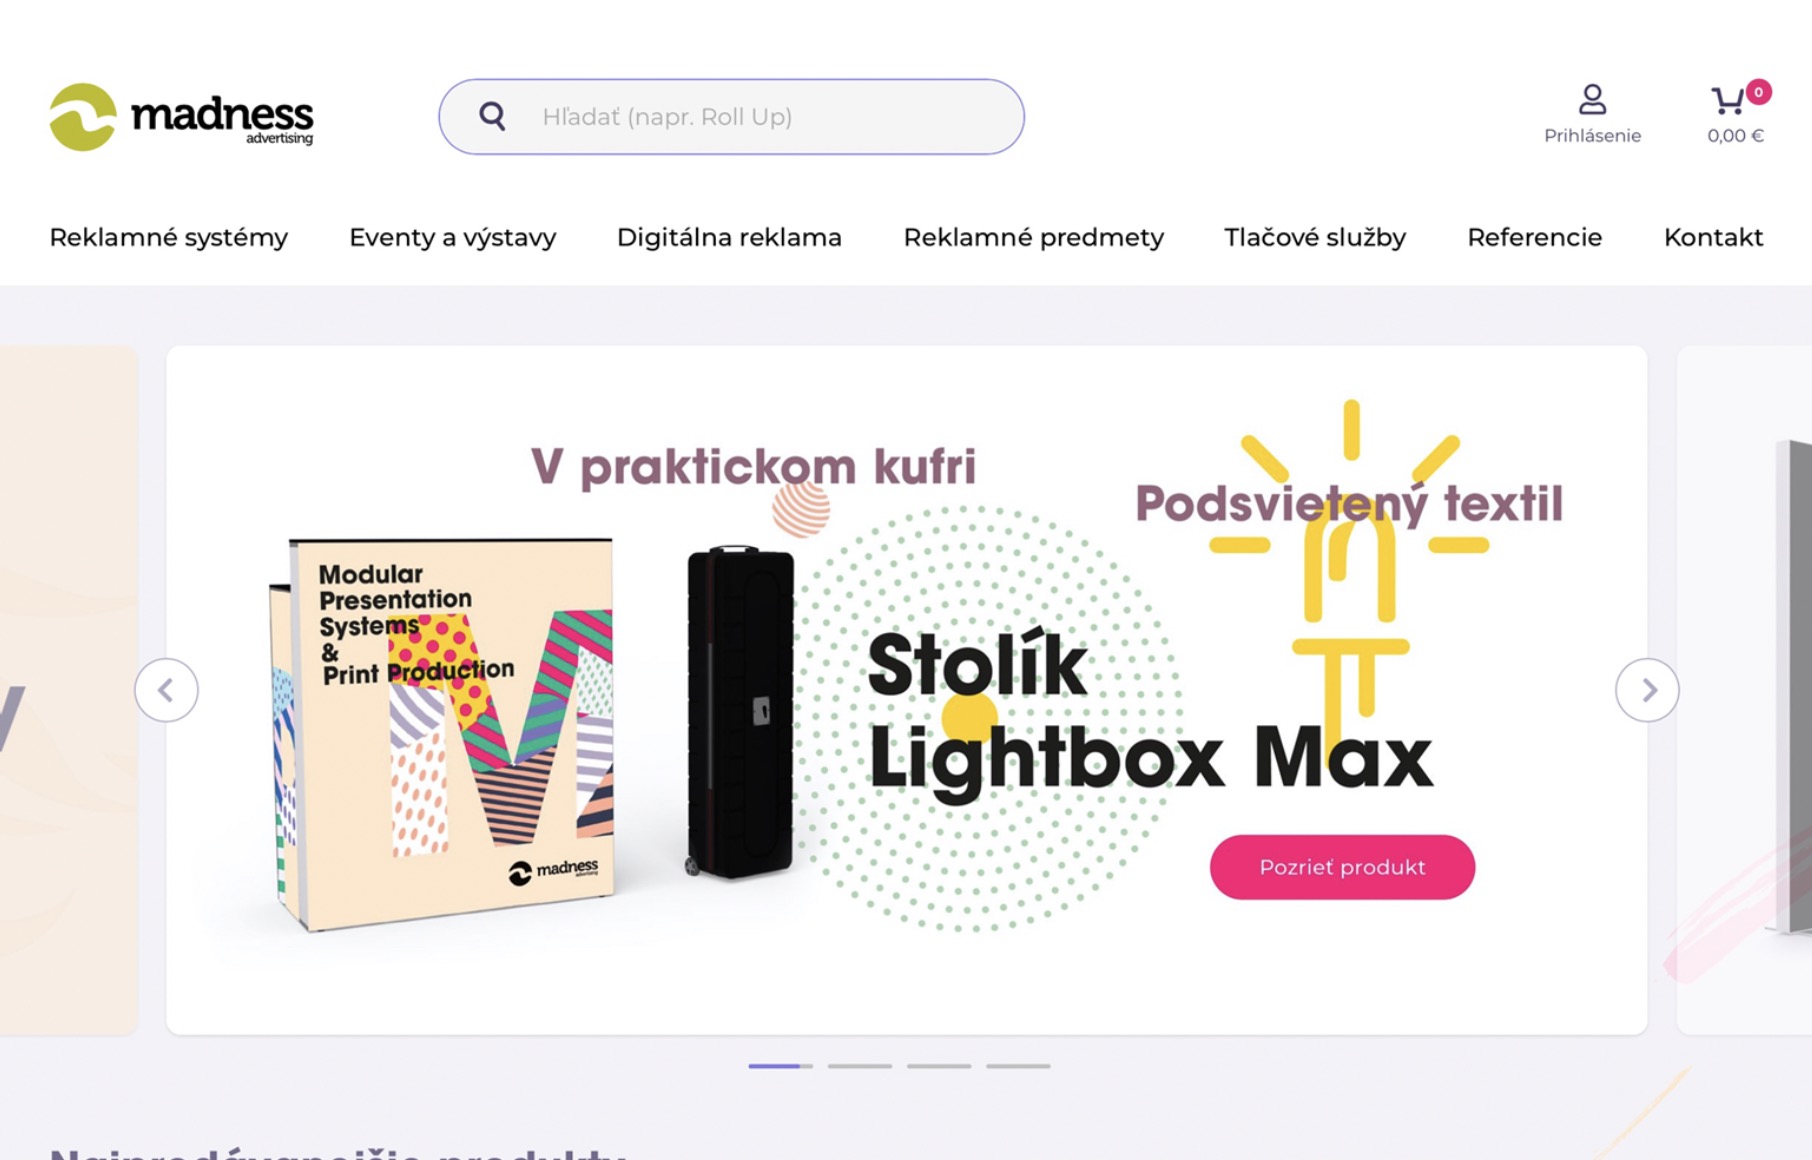 madness
advertising
Hľadať (napr. Roll Up)
Prihlásenie
0
0,00 €
Reklamné systémy
Eventy a výstavy
Digitálna reklama
Reklamné predmety
Tlačové služby
Referencie
Kontakt
V praktickom kufri
Podsvietený textil
Modular
Presentation
Systems
&
Print Production
madness
advertising
Stolík
Lightbox Max
Pozrieť produkt
Najpredávanejšie produkty